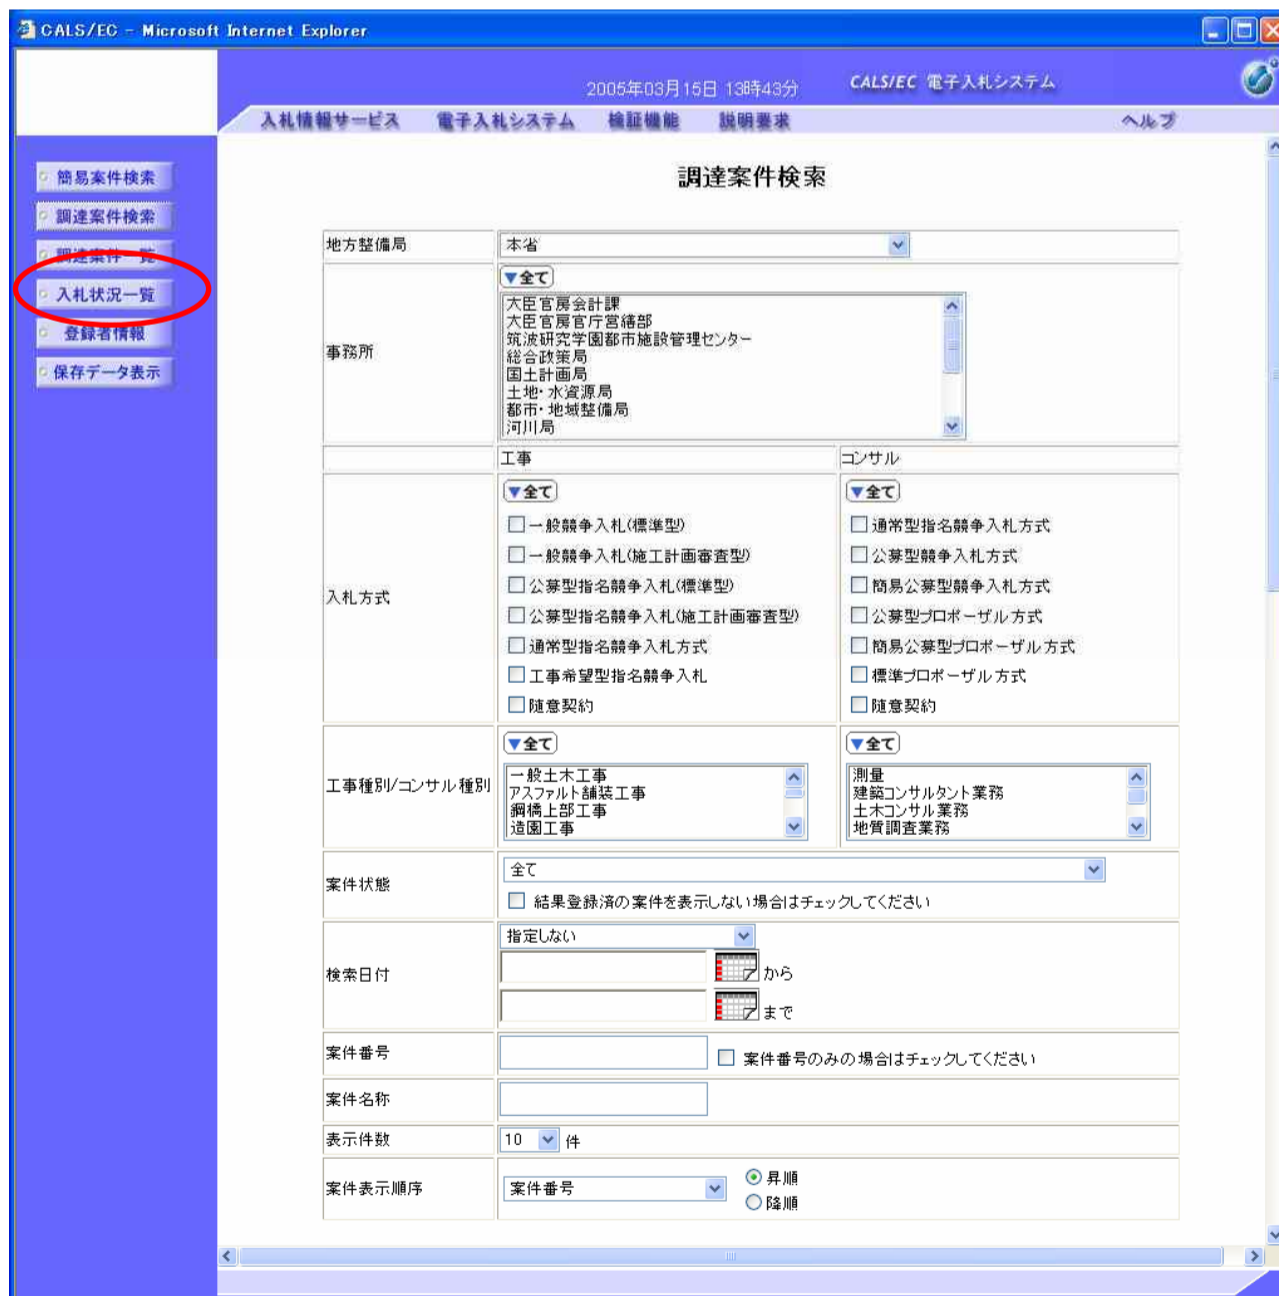 CALS/EC - Microsoft Internet Explorer
2005年03月15日 13時43分
CALS/EC 電子入札システム
入札情報サービス 電子入札システム 検証機能 説明要求 ヘルプ
簡易案件検索
調達案件検索
調達案件一覧
入札状況一覧
登録者情報
保存データ表示
調達案件検索
地方整備局 本省
▼全て
事務所
大臣官房会計課
大臣官房官庁営繕部
筑波研究学園都市施設管理センター
総合政策局
国土計画局
土地・水資源局
都市・地域整備局
河川局
工事 コンサル
入札方式
▼全て
一般競争入札(標準型)
一般競争入札(施工計画審査型)
公募型指名競争入札(標準型)
公募型指名競争入札(施工計画審査型)
通常型指名競争入札方式
工事希望型指名競争入札
随意契約
▼全て
通常型指名競争入札方式
公募型競争入札方式
簡易公募型競争入札方式
公募型プロポーザル方式
簡易公募型プロポーザル方式
標準プロポーザル方式
随意契約
工事種別/コンサル種別
▼全て
一般土木工事
アスファルト舗装工事
鋼橋上部工事
造園工事
▼全て
測量
建築コンサルタント業務
土木コンサル業務
地質調査業務
案件状態
全て
結果登録済の案件を表示しない場合はチェックしてください
検索日付
指定しない
から
まで
案件番号
案件番号のみの場合はチェックしてください
案件名称
表示件数 10 件
案件表示順序 案件番号
昇順
降順